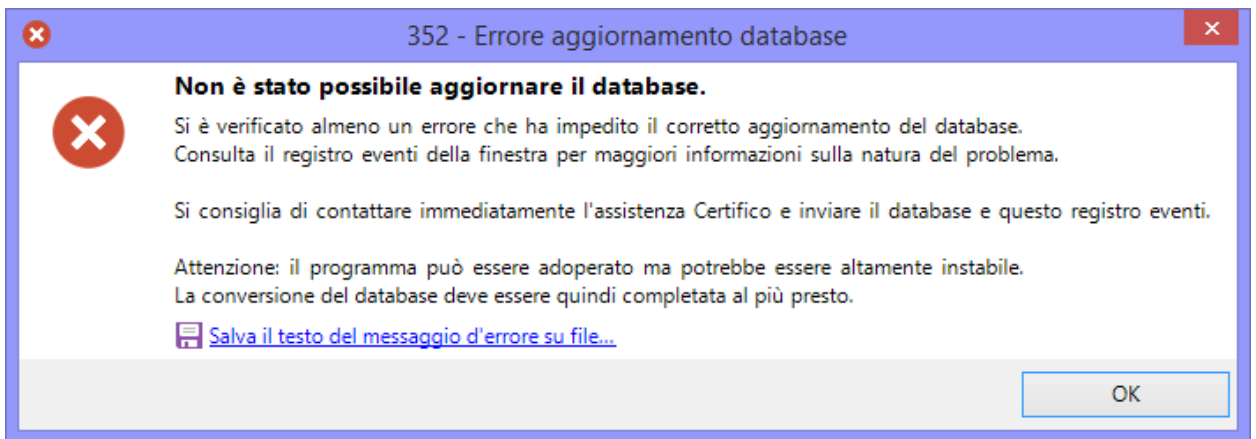 352 - Errore aggiornamento database
Non è stato possibile aggiornare il database.
Si è verificato almeno un errore che ha impedito il corretto aggiornamento del database.
Consulta il registro eventi della finestra per maggiori informazioni sulla natura del problema.
Si consiglia di contattare immediatamente l'assistenza Certifico e inviare il database e questo registro eventi.
Attenzione: il programma può essere adoperato ma potrebbe essere altamente instabile.
La conversione del database deve essere quindi completata al più presto.
Salva il testo del messaggio d'errore su file...
OK